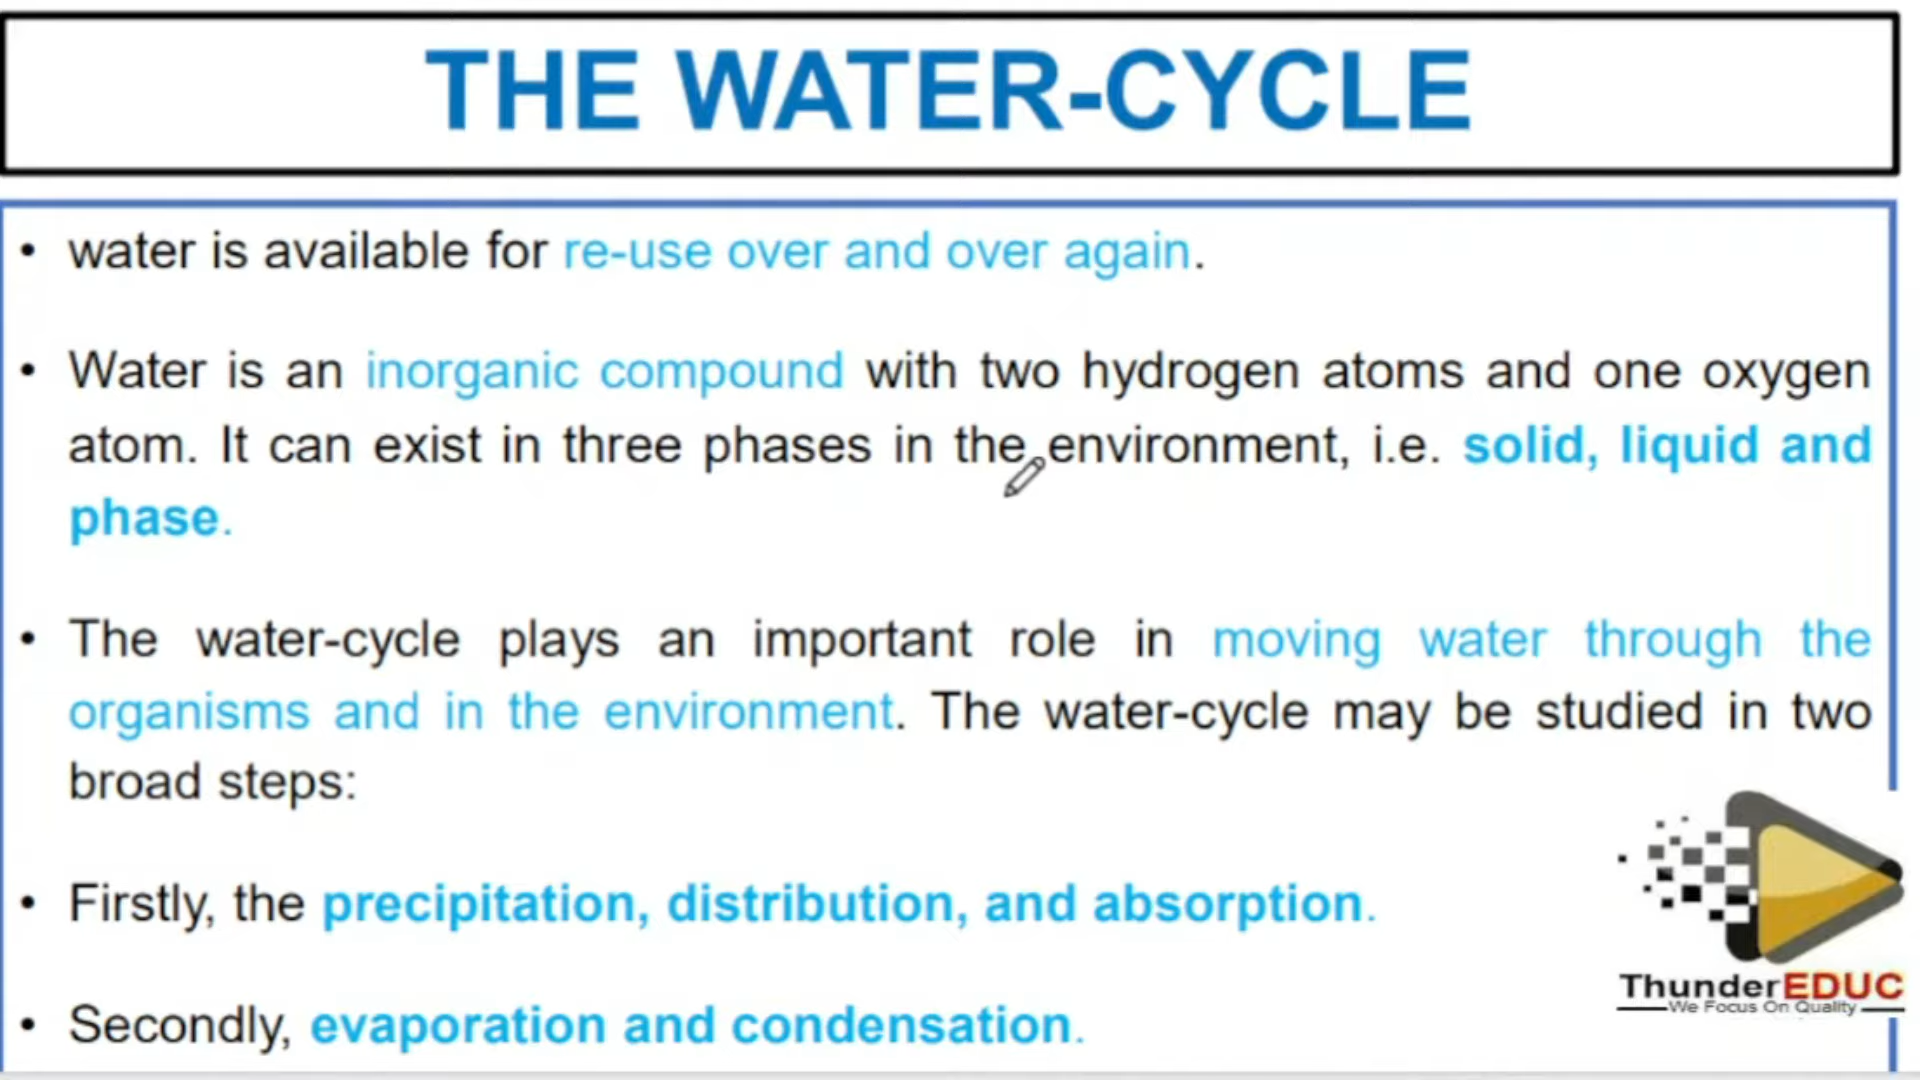 THE WATER-CYCLE
• water is available for re-use over and over again.
• Water is an inorganic compound with two hydrogen atoms and one oxygen
atom. It can exist in three phases in the environment, i.e. solid, liquid and
phase.
• The water-cycle plays an important role in moving water through the
organisms and in the environment. The water-cycle may be studied in two
broad steps:
• Firstly, the precipitation, distribution, and absorption.
• Secondly, evaporation and condensation.
ThunderEDUC
We Focus On Quality